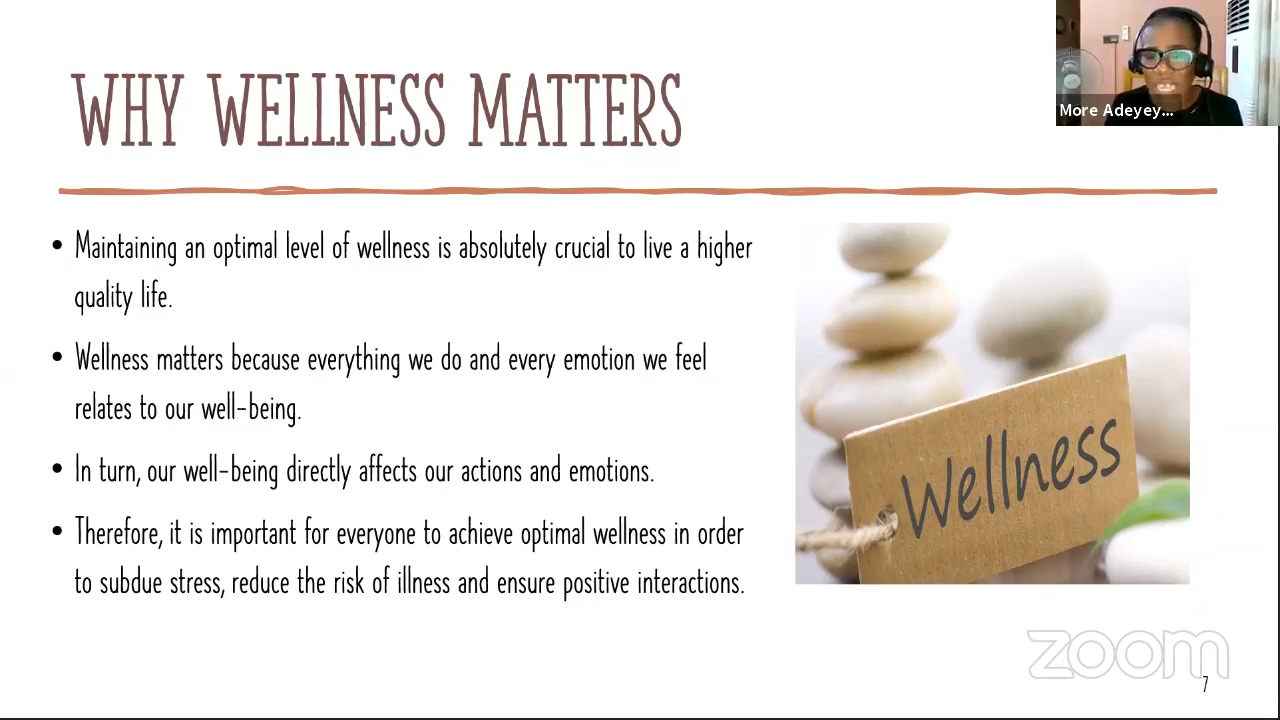 More Adeyey...
WHY WELLNESS MATTERS
• Maintaining an optimal level of wellness is absolutely crucial to live a higher
quality life.
• Wellness matters because everything we do and every emotion we feel
relates to our well-being.
• In turn, our well-being directly affects our actions and emotions.
• Therefore, it is important for everyone to achieve optimal wellness in order
to subdue stress, reduce the risk of illness and ensure positive interactions.
Wellness
zoom
7